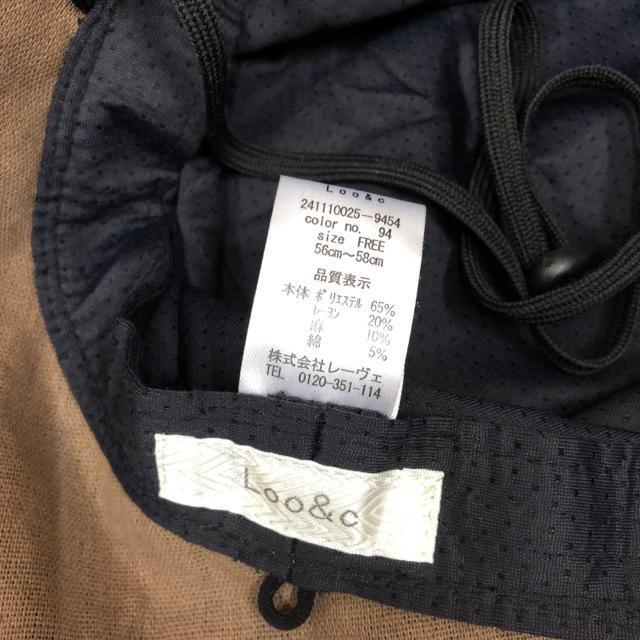 Loo&c
241110025-9454
color no. 94
size FREE
56cm~58cm
品質表示
本体 ポリエステル 65%
レーヨン 20%
麻 10%
綿 5%
株式会社レーヴェ
TEL 0120-351-114
Loo&c